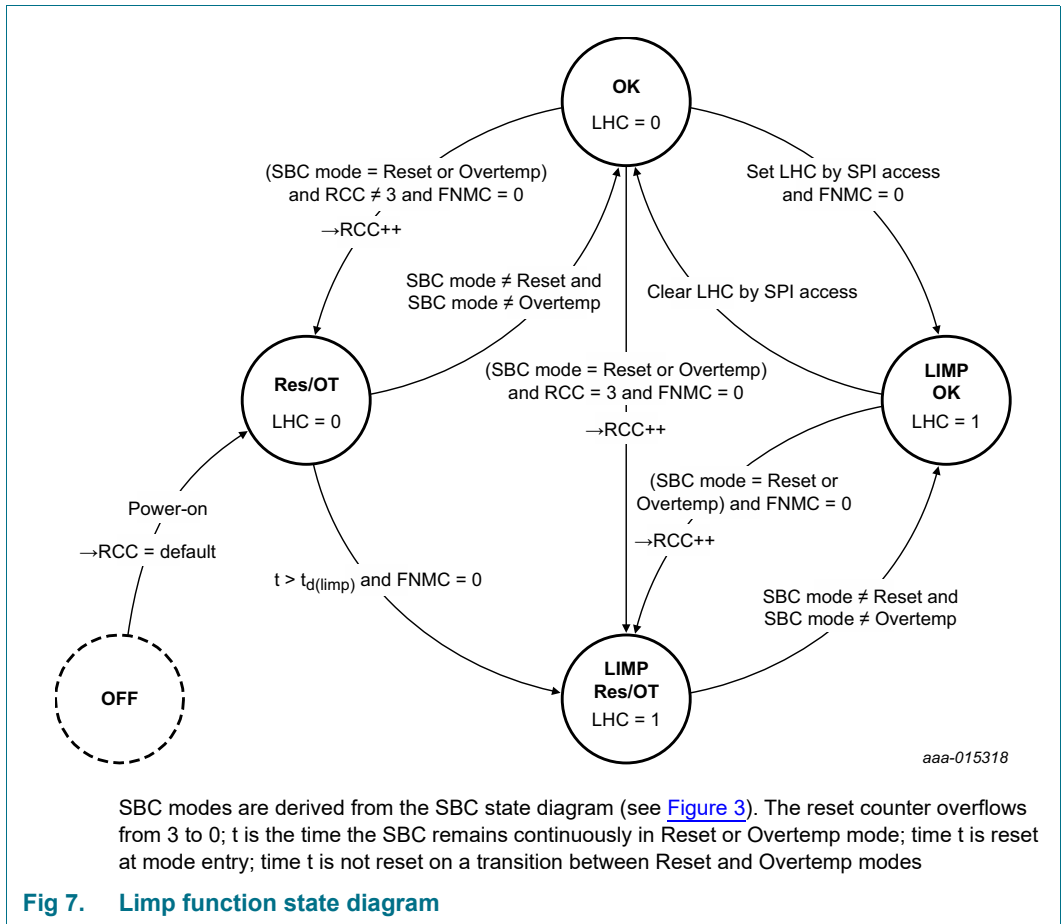 OK
LHC = 0
(SBC mode = Reset or Overtemp)
and RCC ≠ 3 and FNMC = 0
→RCC++
Set LHC by SPI access
and FNMC = 0
SBC mode ≠ Reset and
SBC mode ≠ Overtemp
Clear LHC by SPI access
Res/OT
LHC = 0
(SBC mode = Reset or Overtemp)
and RCC = 3 and FNMC = 0
→RCC++
LIMP
OK
LHC = 1
(SBC mode = Reset or
Overtemp) and FNMC = 0
→RCC++
Power-on
→RCC = default
t > td(limp) and FNMC = 0
SBC mode ≠ Reset and
SBC mode ≠ Overtemp
OFF
LIMP
Res/OT
LHC = 1
aaa-015318
SBC modes are derived from the SBC state diagram (see Figure 3). The reset counter overflows
from 3 to 0; t is the time the SBC remains continuously in Reset or Overtemp mode; time t is reset
at mode entry; time t is not reset on a transition between Reset and Overtemp modes
Fig 7. Limp function state diagram